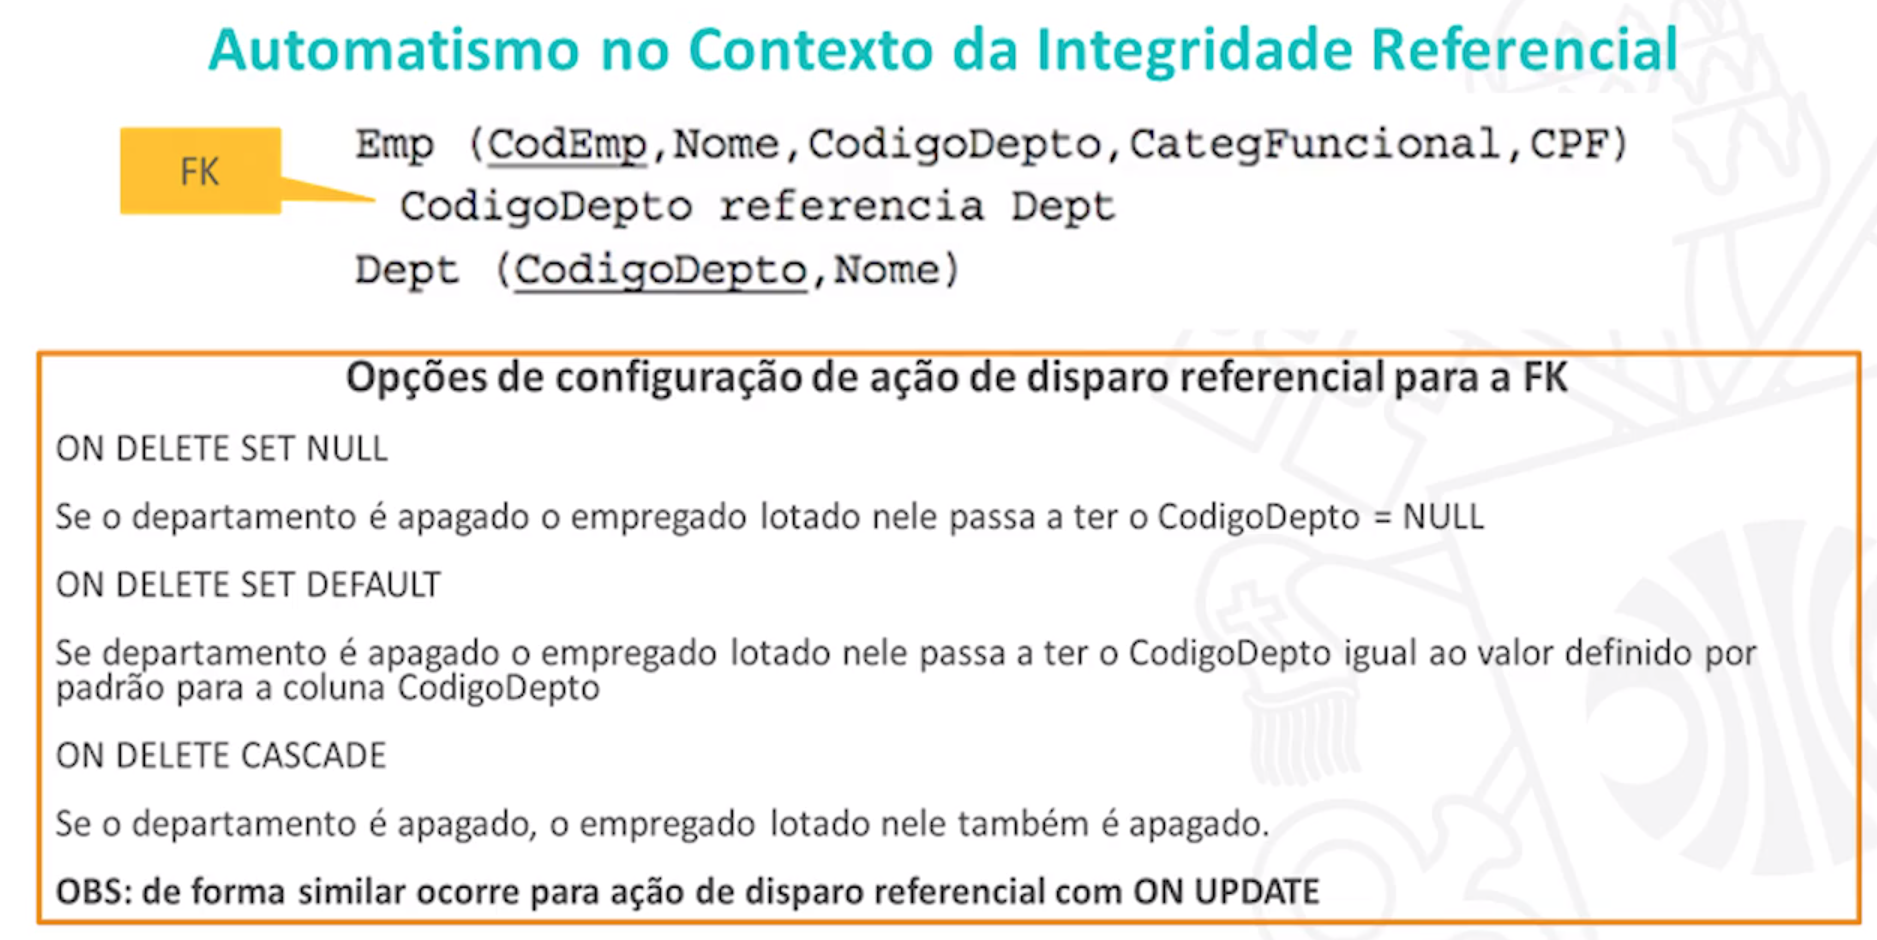 Automatismo no Contexto da Integridade Referencial
FK
Emp (CodEmp,Nome,CodigoDepto,CategFuncional,CPF)
CodigoDepto referencia Dept
Dept (CodigoDepto,Nome)
Opções de configuração de ação de disparo referencial para a FK
ON DELETE SET NULL
Se o departamento é apagado o empregado lotado nele passa a ter o CodigoDepto = NULL
ON DELETE SET DEFAULT
Se departamento é apagado o empregado lotado nele passa a ter o CodigoDepto igual ao valor definido por
padrão para a coluna CodigoDepto
ON DELETE CASCADE
Se o departamento é apagado, o empregado lotado nele também é apagado.
OBS: de forma similar ocorre para ação de disparo referencial com ON UPDATE